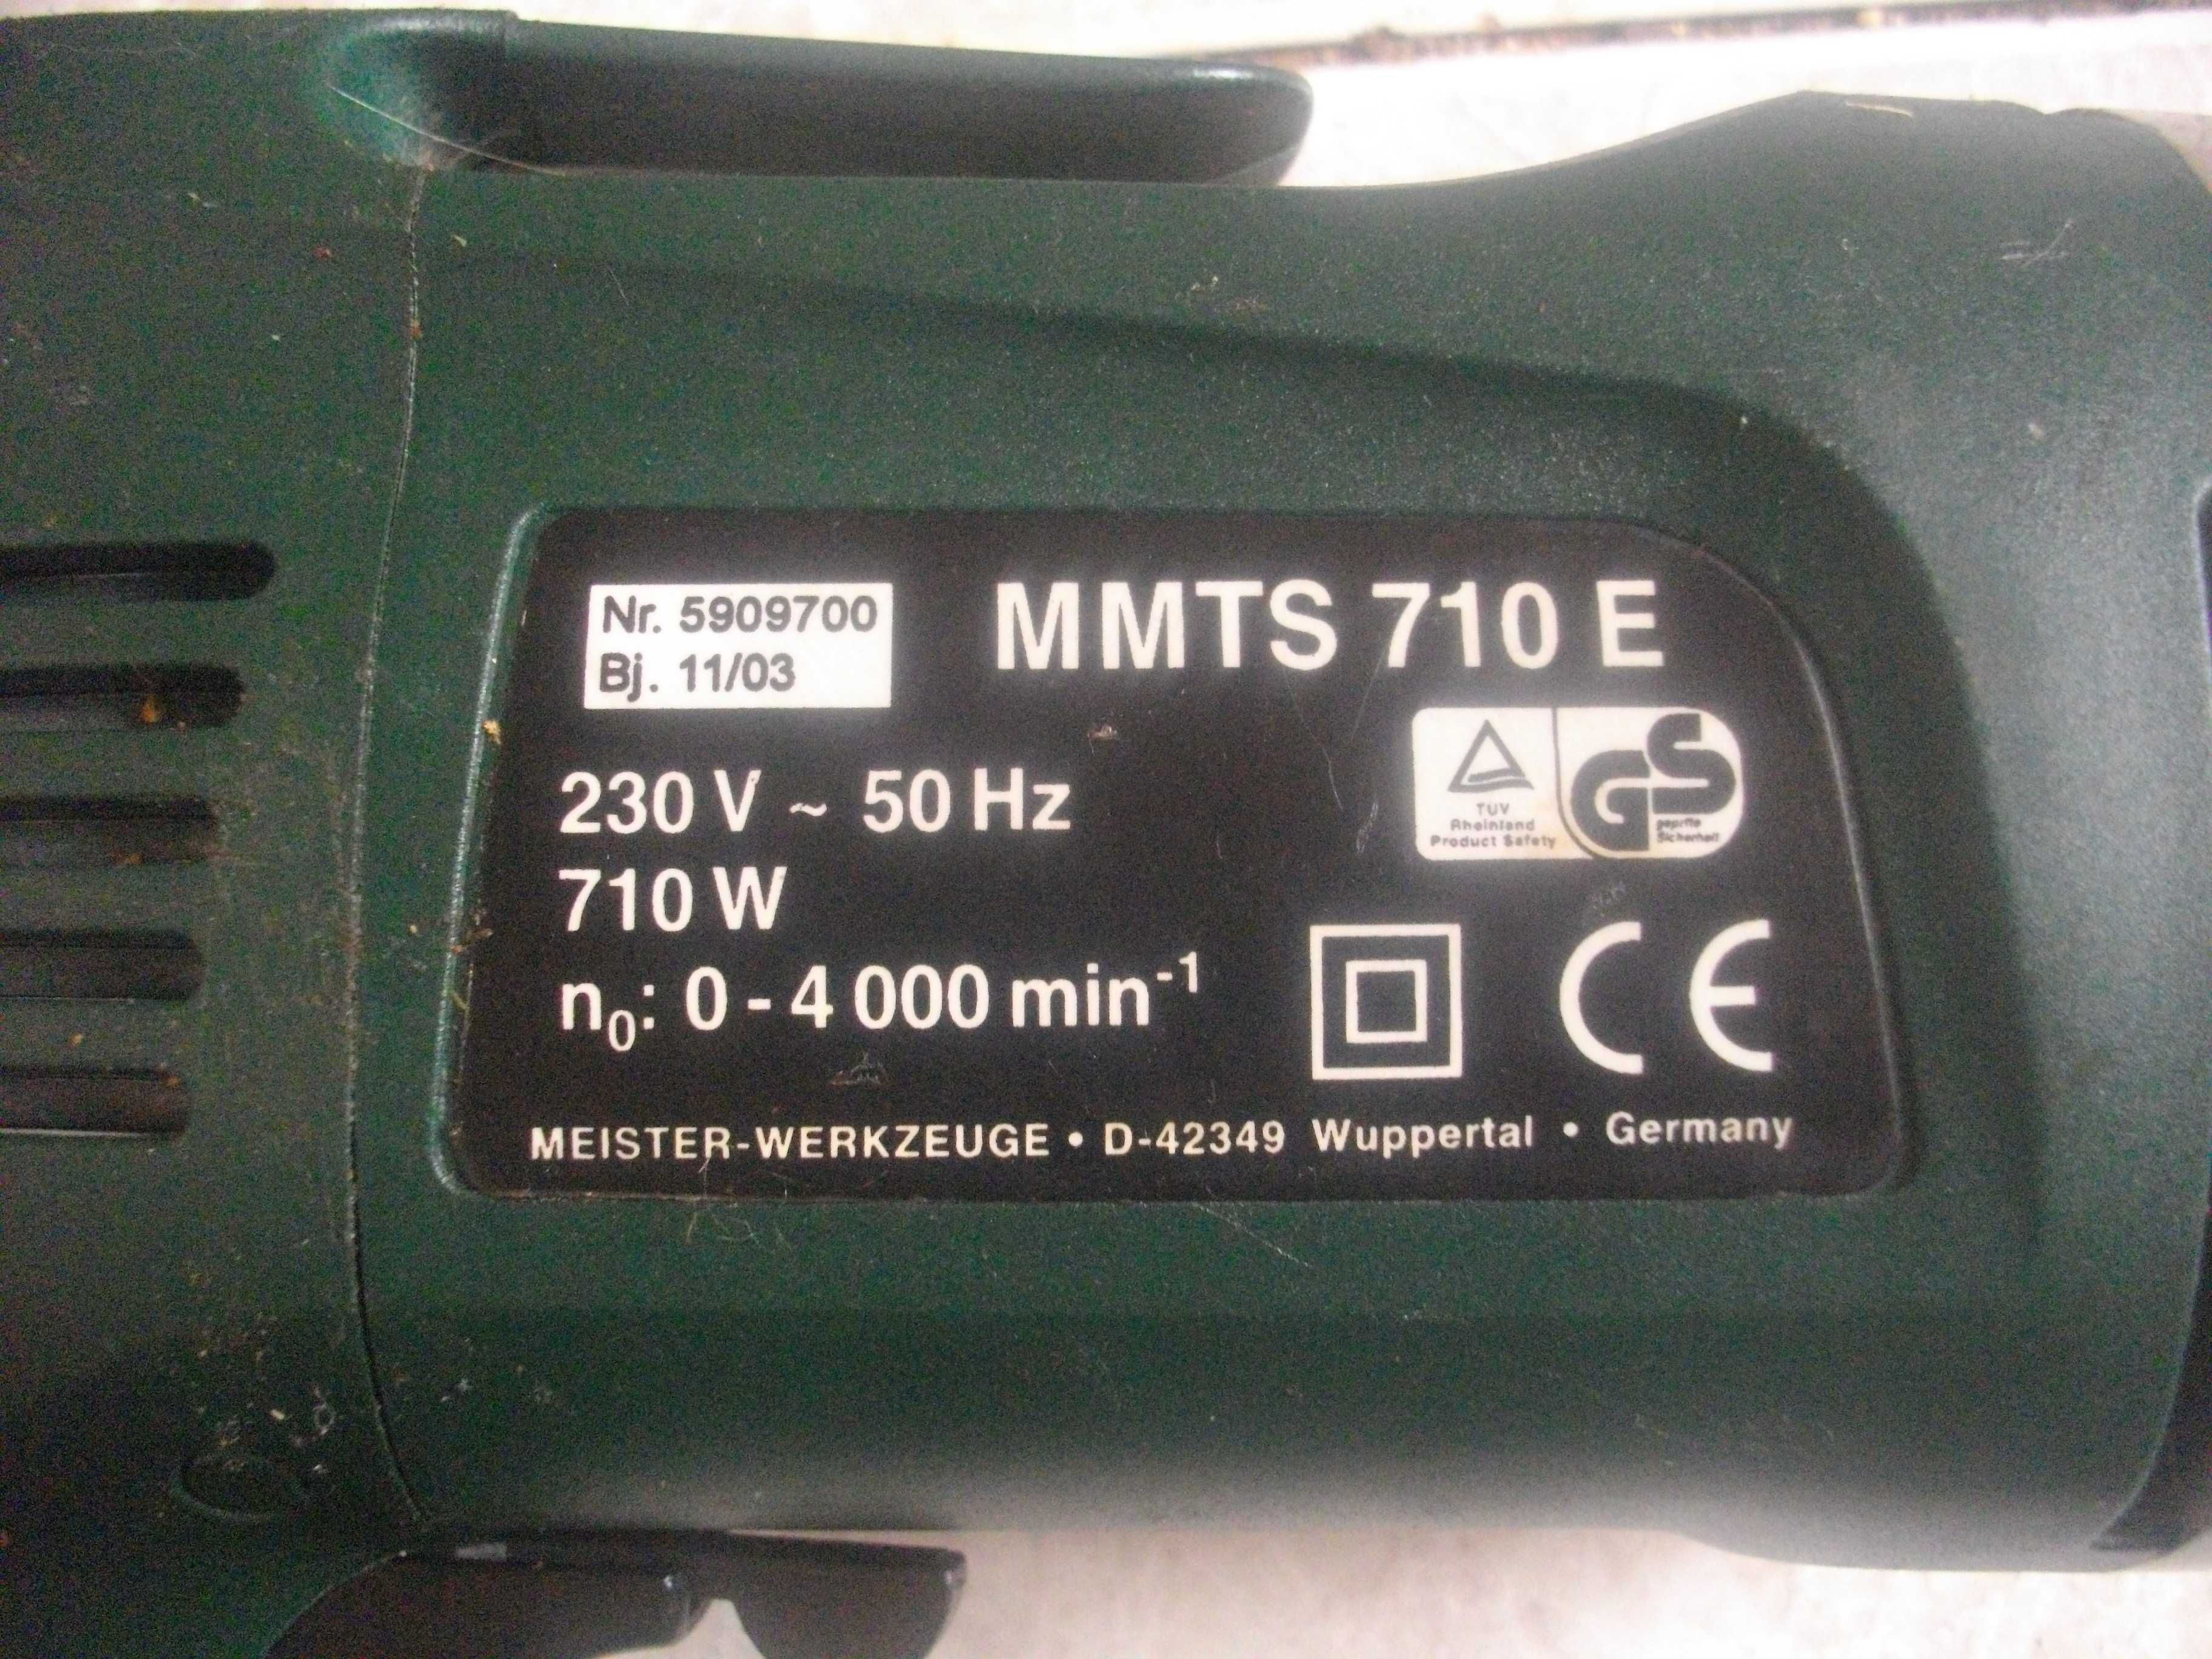 Nr. 5909700
Bj. 11/03
MMTS 710 E
230 V ~ 50 Hz
710 W
n₀: 0 - 4 000 min⁻¹
TÜV
Rheinland
Product Safety
GS
geprüfte
Sicherheit
CE
MEISTER-WERKZEUGE • D-42349 Wuppertal • Germany